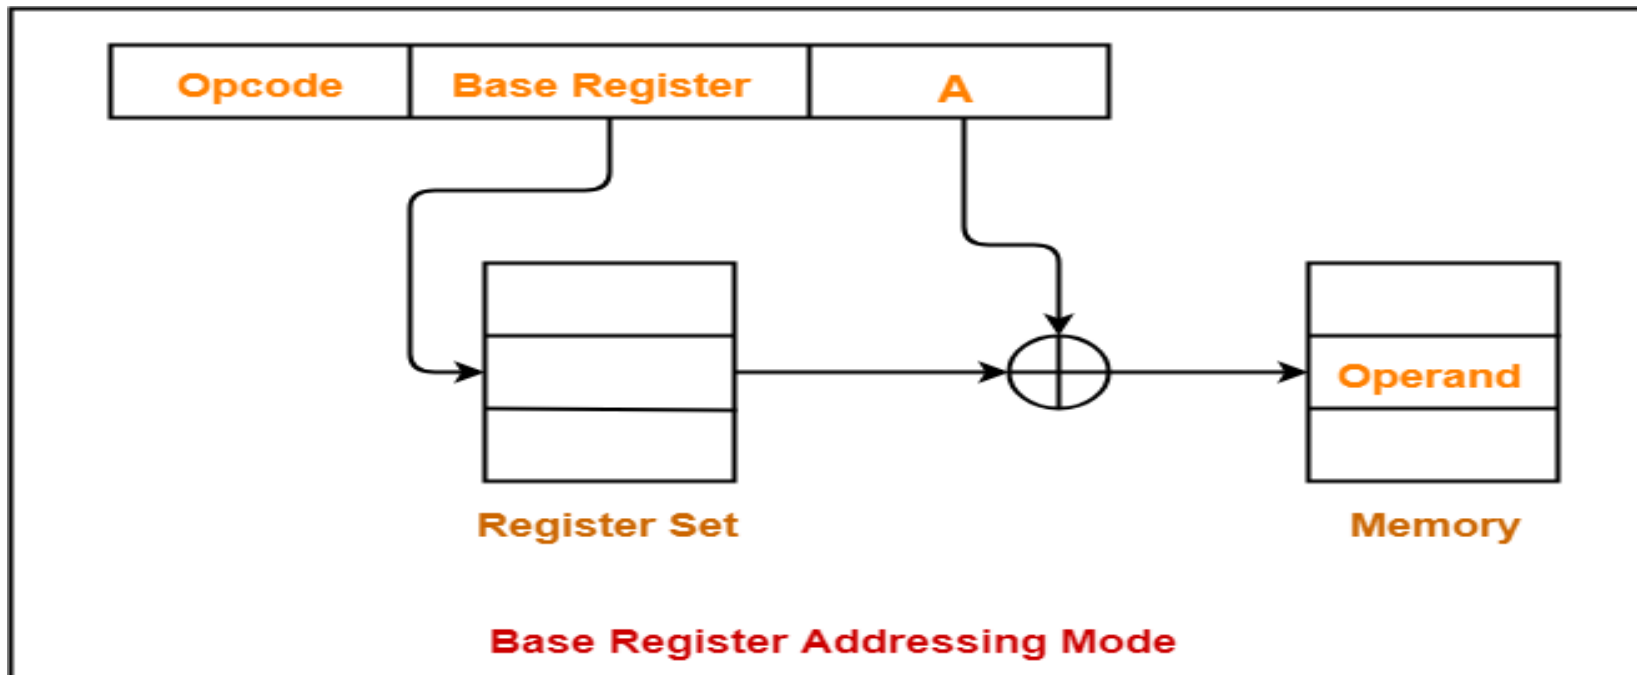 Opcode Base Register A
Operand
Register Set Memory
Base Register Addressing Mode